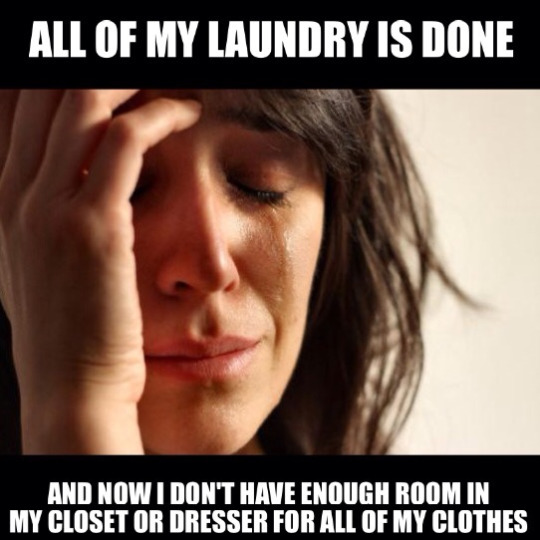 ALL OF MY LAUNDRY IS DONE
AND NOW I DON'T HAVE ENOUGH ROOM IN
MY CLOSET OR DRESSER FOR ALL OF MY CLOTHES